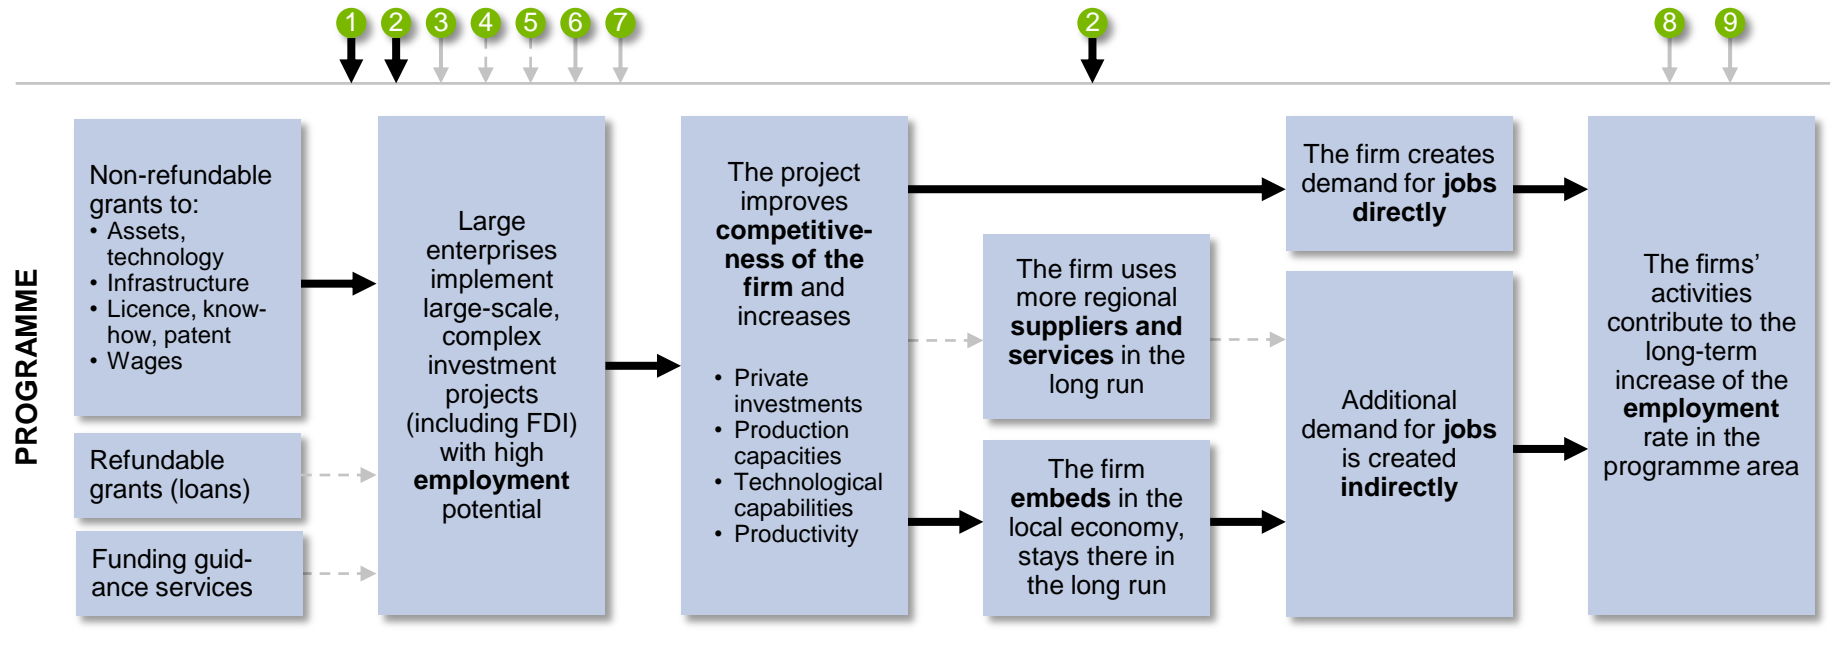 1 2 3 4 5 6 7 2 8 9
PROGRAMME
Non-refundable
grants to:
• Assets,
technology
• Infrastructure
• Licence, know-
how, patent
• Wages
Refundable
grants (loans)
Funding guid-
ance services
Large
enterprises
implement
large-scale,
complex
investment
projects
(including FDI)
with high
employment
potential
The project
improves
competitive-
ness of the
firm and
increases
• Private
investments
• Production
capacities
• Technological
capabilities
• Productivity
The firm uses
more regional
suppliers and
services in the
long run
The firm
embeds in the
local economy,
stays there in
the long run
The firm creates
demand for jobs
directly
Additional
demand for jobs
is created
indirectly
The firms’
activities
contribute to the
long-term
increase of the
employment
rate in the
programme area